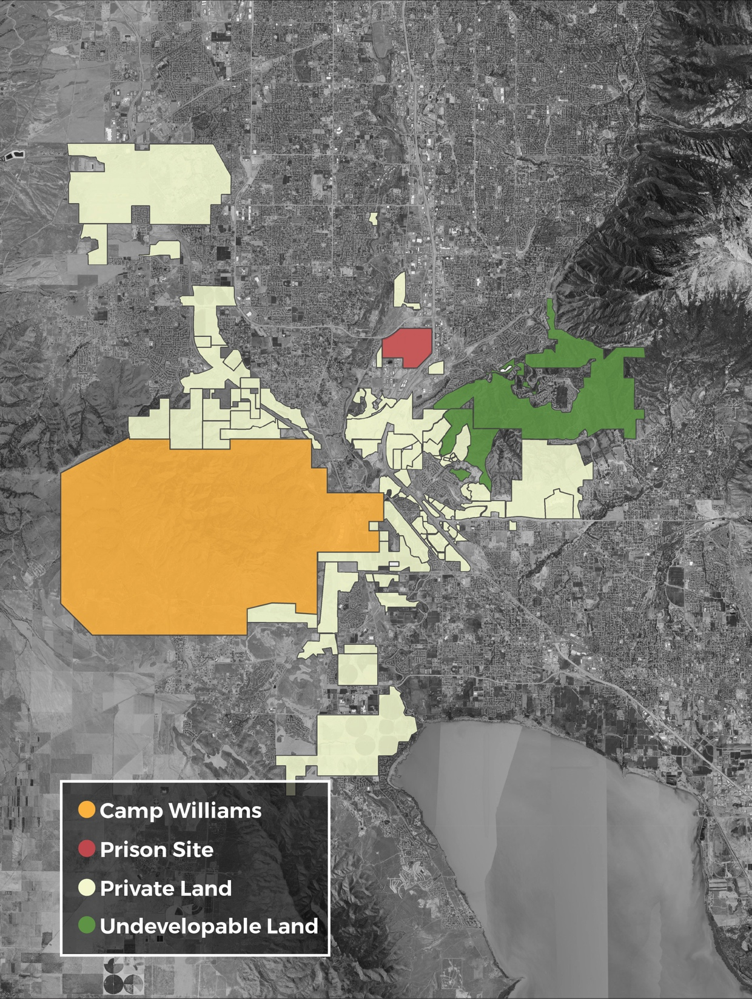 Camp Williams
Prison Site
Private Land
Undevelopable Land